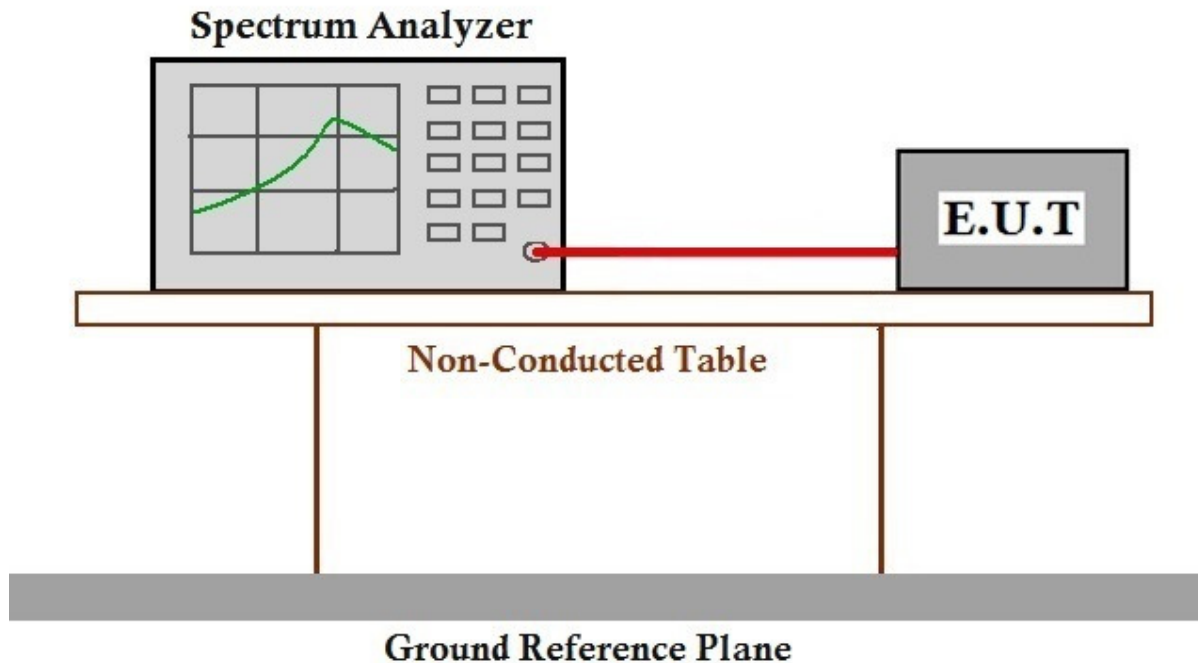 Spectrum Analyzer
E.U.T
Non-Conducted Table
Ground Reference Plane